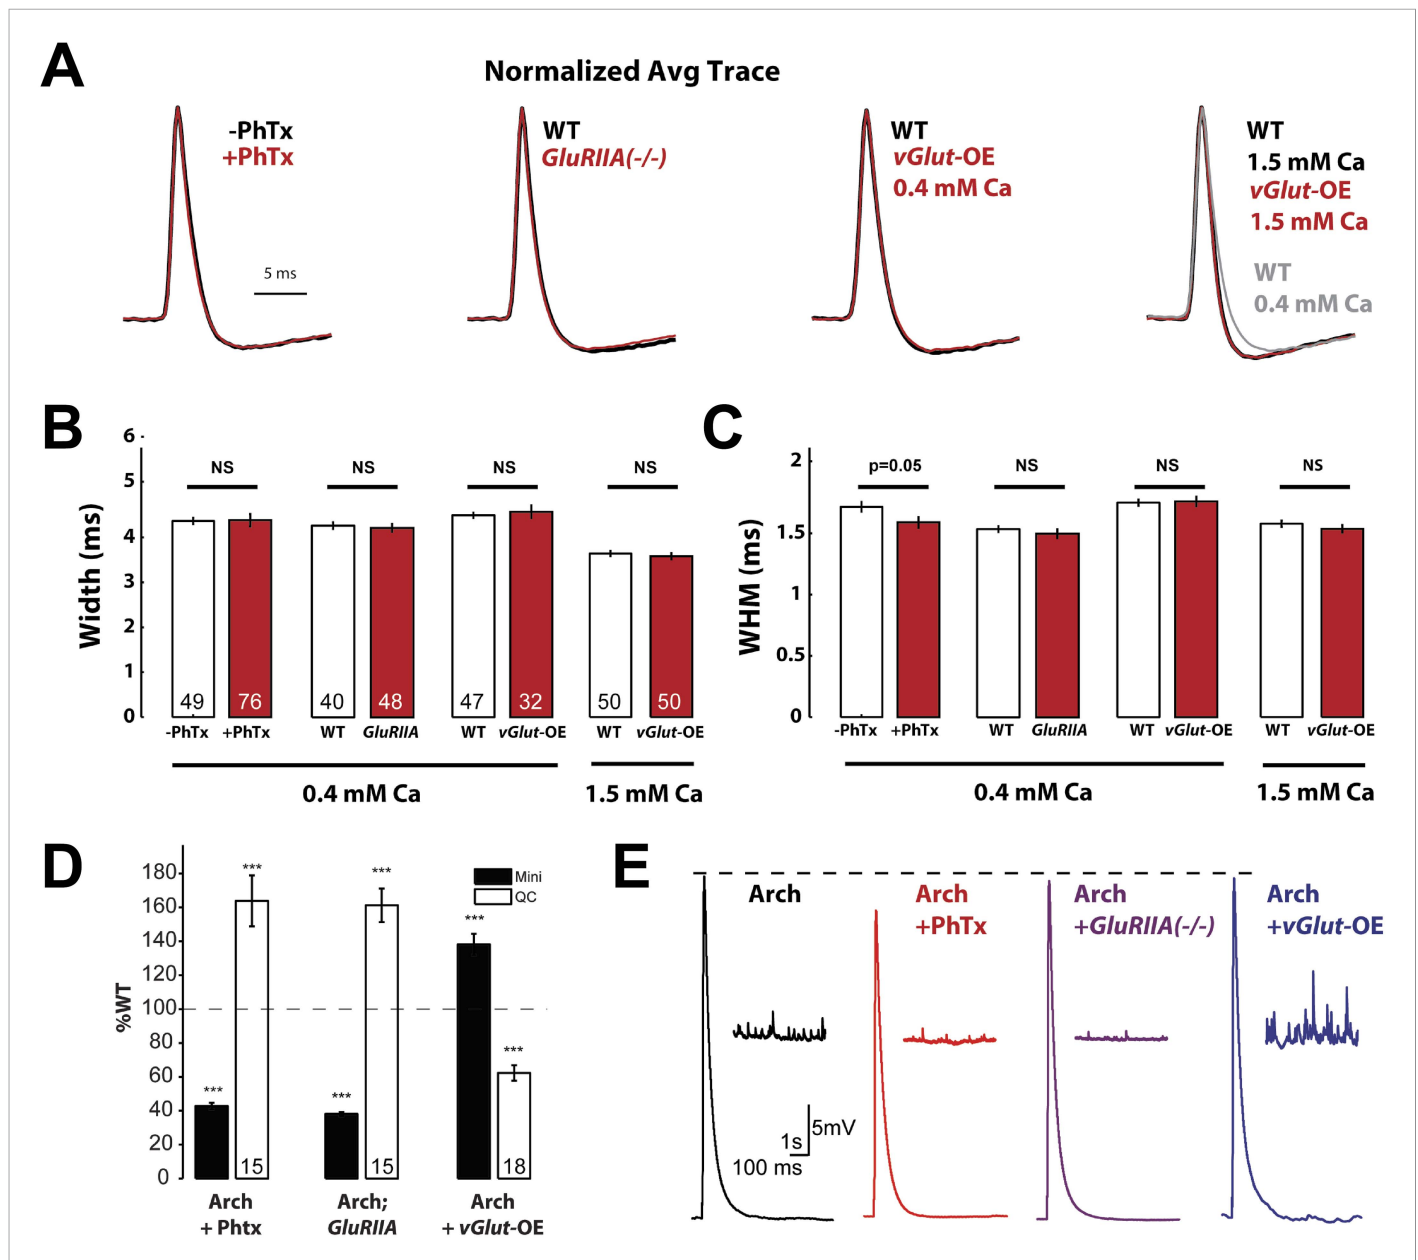 A
Normalized Avg Trace
-PhTx
+PhTx
5 ms
WT
GluRIIA(-/-)
WT
vGlut-OE
0.4 mM Ca
WT
1.5 mM Ca
vGlut-OE
1.5 mM Ca
WT
0.4 mM Ca
B
Width (ms)
6
5
4
3
2
1
0
NS
NS
NS
NS
49
76
40
48
47
32
50
50
-PhTx
+PhTx
WT
GluRIIA
WT
vGlut-OE
WT
vGlut-OE
0.4 mM Ca
1.5 mM Ca
C
WHM (ms)
2
1.5
1
0.5
0
p=0.05
NS
NS
NS
-PhTx
+PhTx
WT
GluRIIA
WT
vGlut-OE
WT
vGlut-OE
0.4 mM Ca
1.5 mM Ca
D
%WT
180
160
140
120
100
80
60
40
20
0
Mini
QC
***
***
***
***
***
***
15
15
18
Arch
+ Phtx
Arch;
GluRIIA
Arch
+ vGlut-OE
E
Arch
Arch
+PhTx
Arch
+GluRIIA(-/-)
Arch
+vGlut-OE
5mV
1s
100 ms